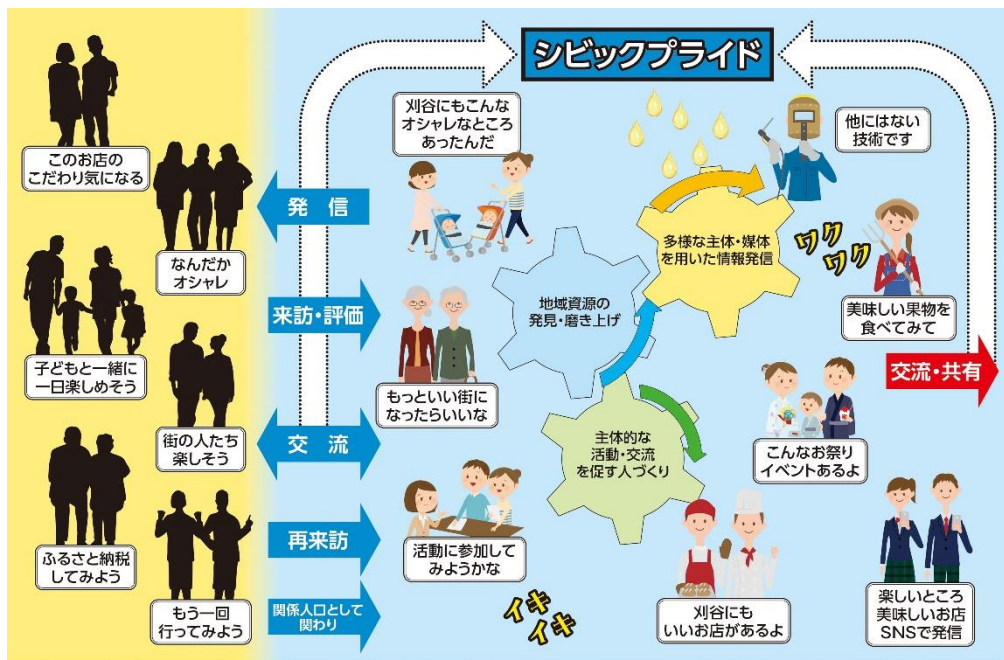 シビックプライド
このお店の
こだわり気になる
なんだか
オシャレ
子どもと一緒に
一日楽しめそう
街の人たち
楽しそう
ふるさと納税
してみよう
もう一回
行ってみよう
発 信
来訪・評価
交 流
再来訪
関係人口として
関わり
刈谷にもこんな
オシャレなところ
あったんだ
もっといい街に
なったらいいな
活動に参加して
みようかな
イキ
イキ
地域資源の
発見・磨き上げ
多様な主体・媒体
を用いた情報発信
主体的な
活動・交流
を促す人づくり
他にはない
技術です
ワク
ワク
美味しい果物を
食べてみて
交流・共有
こんなお祭り
イベントあるよ
刈谷にも
いいお店があるよ
楽しいところ
美味しいお店
SNSで発信